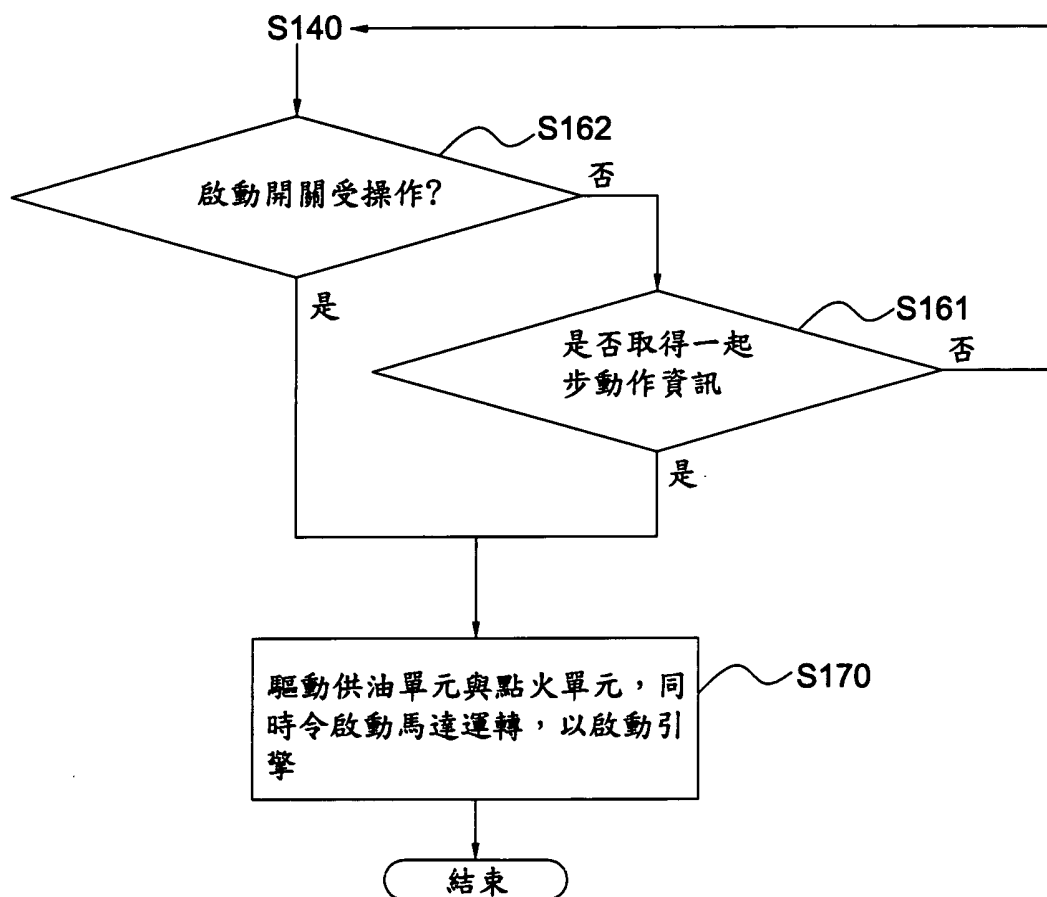 S140
S162
啟動開關受操作?
否
是
S161
是否取得一起
步動作資訊
否
是
S170
驅動供油單元與點火單元，同
時令啟動馬達運轉，以啟動引
擎
結束